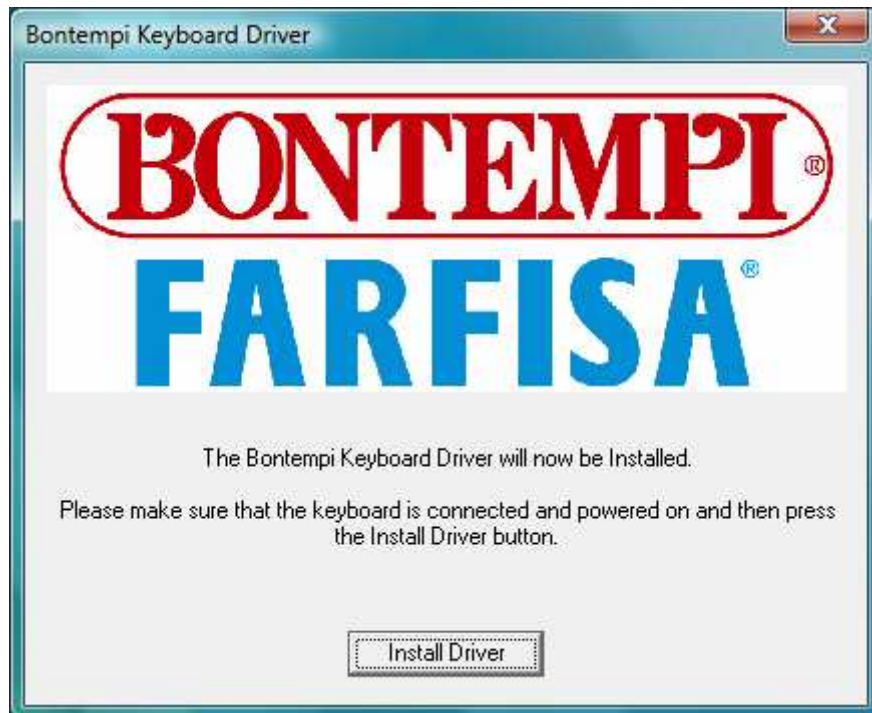 Bontempi Keyboard Driver
BONTEMPI®
FARFISA®
The Bontempi Keyboard Driver will now be Installed.
Please make sure that the keyboard is connected and powered on and then press
the Install Driver button.
Install Driver